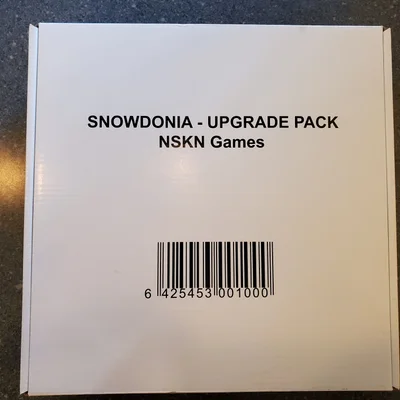 SNOWDONIA - UPGRADE PACK
NSKN Games
6 425453 001000